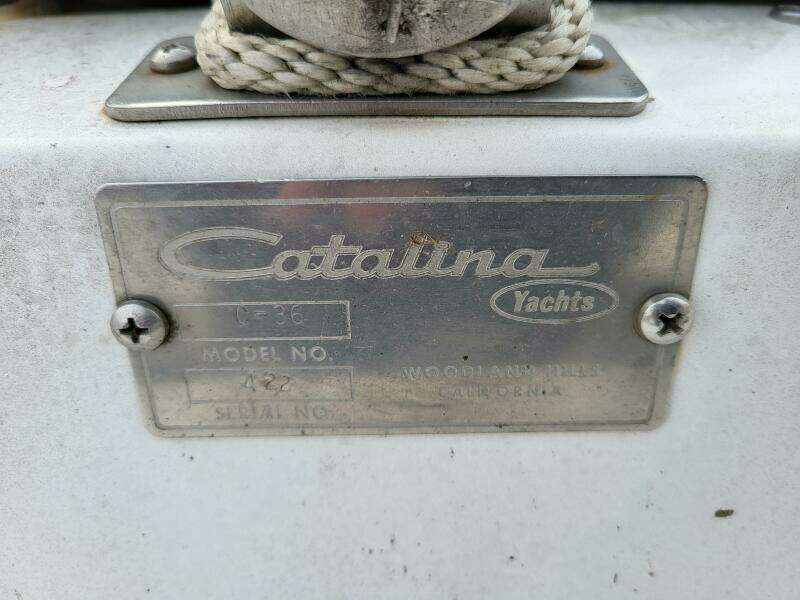 Catalina
Yachts
C-36
MODEL NO.
422
SERIAL NO.
WOODLAND HILLS
CALIFORNIA